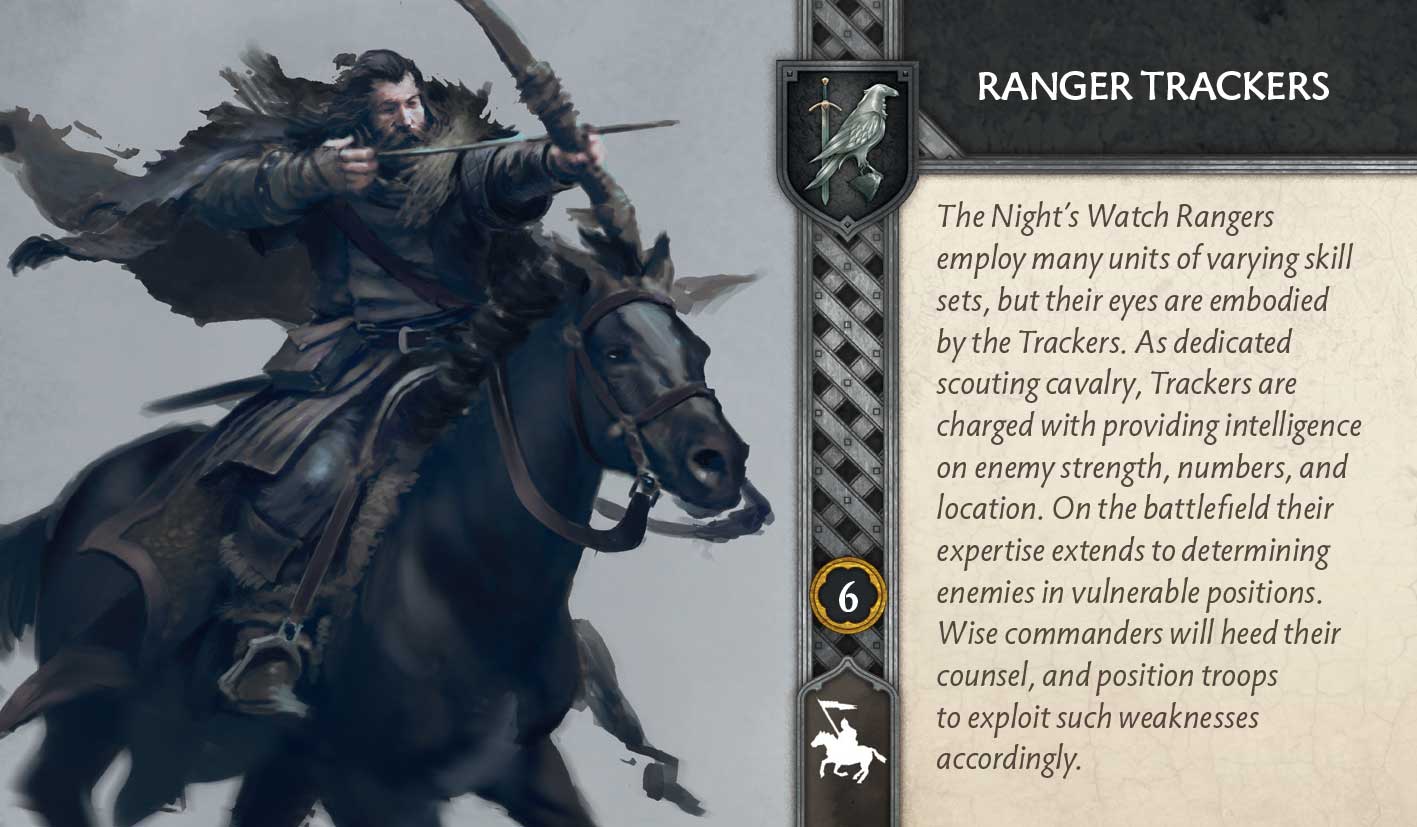 RANGER TRACKERS
The Night's Watch Rangers
employ many units of varying skill
sets, but their eyes are embodied
by the Trackers. As dedicated
scouting cavalry, Trackers are
charged with providing intelligence
on enemy strength, numbers, and
location. On the battlefield their
expertise extends to determining
enemies in vulnerable positions.
Wise commanders will heed their
counsel, and position troops
to exploit such weaknesses
accordingly.
6